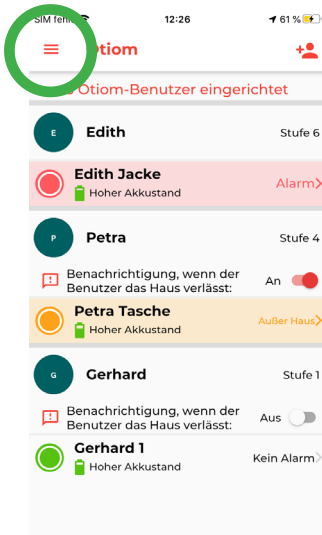 SIM fehlt 12:26 61 %
Otiom
Otiom-Benutzer eingerichtet
E Edith Stufe 6
Edith Jacke
Hoher Akkustand
Alarm
P Petra Stufe 4
Benachrichtigung, wenn der
Benutzer das Haus verlässt:
An
Petra Tasche
Hoher Akkustand
Außer Haus
G Gerhard Stufe 1
Benachrichtigung, wenn der
Benutzer das Haus verlässt:
Aus
Gerhard 1
Hoher Akkustand
Kein Alarm